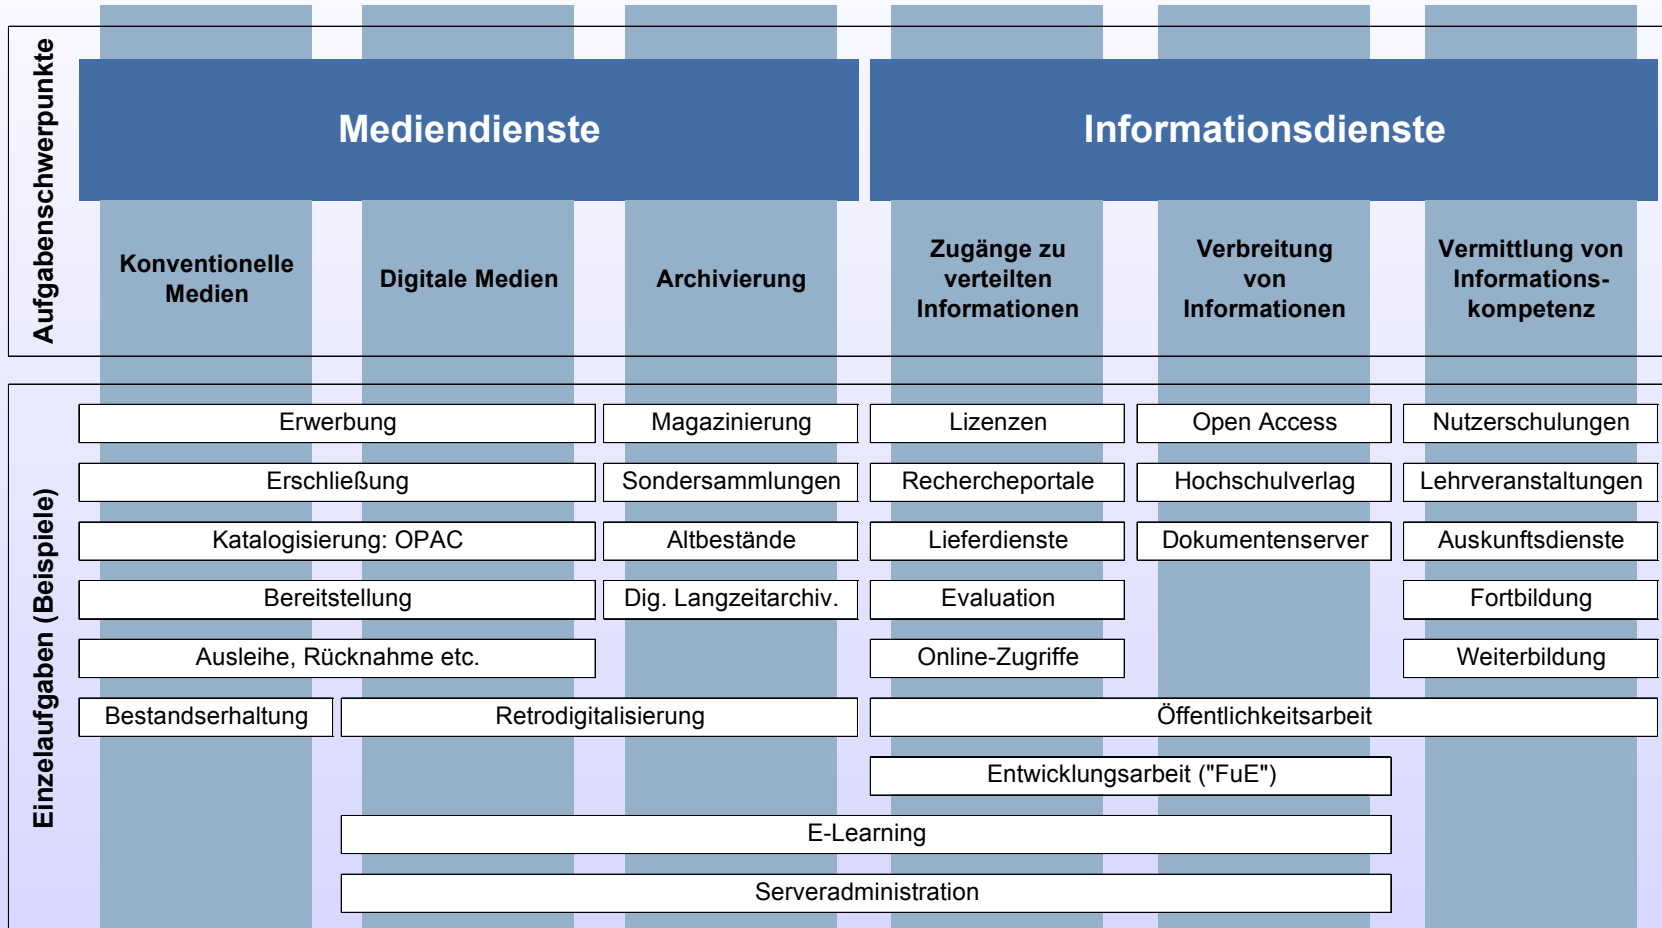 Aufgabenschwerpunkte
Mediendienste
Informationsdienste
Konventionelle
Medien
Digitale Medien
Archivierung
Zugänge zu
verteilten
Informationen
Verbreitung
von
Informationen
Vermittlung von
Informations-
kompetenz
Einzelaufgaben (Beispiele)
Erwerbung
Magazinierung
Lizenzen
Open Access
Nutzerschulungen
Erschließung
Sondersammlungen
Rechercheportale
Hochschulverlag
Lehrveranstaltungen
Katalogisierung: OPAC
Altbestände
Lieferdienste
Dokumentenserver
Auskunftsdienste
Bereitstellung
Dig. Langzeitarchiv.
Evaluation
Fortbildung
Ausleihe, Rücknahme etc.
Online-Zugriffe
Weiterbildung
Bestandserhaltung
Retrodigitalisierung
Öffentlichkeitsarbeit
Entwicklungsarbeit ("FuE")
E-Learning
Serveradministration